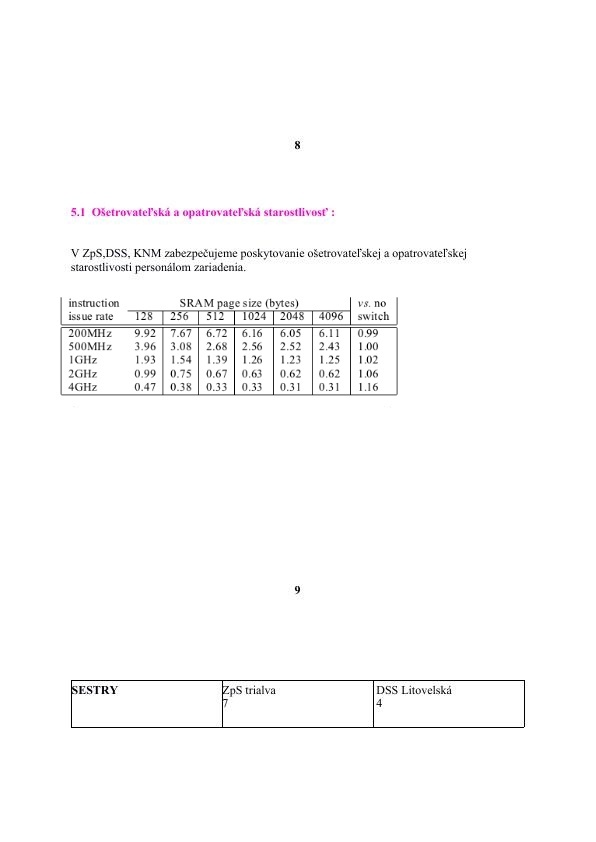 8
5.1 Ošetrovateľská a opatrovateľská starostlivosť :
V ZpS,DSS, KNM zabezpečujeme poskytovanie ošetrovateľskej a opatrovateľskej
starostlivosti personálom zariadenia.
instruction SRAM page size (bytes) vs. no
issue rate 128 256 512 1024 2048 4096 switch
200MHz 9.92 7.67 6.72 6.16 6.05 6.11 0.99
500MHz 3.96 3.08 2.68 2.56 2.52 2.43 1.00
1GHz 1.93 1.54 1.39 1.26 1.23 1.25 1.02
2GHz 0.99 0.75 0.67 0.63 0.62 0.62 1.06
4GHz 0.47 0.38 0.33 0.33 0.31 0.31 1.16
9
SESTRY ZpS trialva DSS Litovelská
7 4